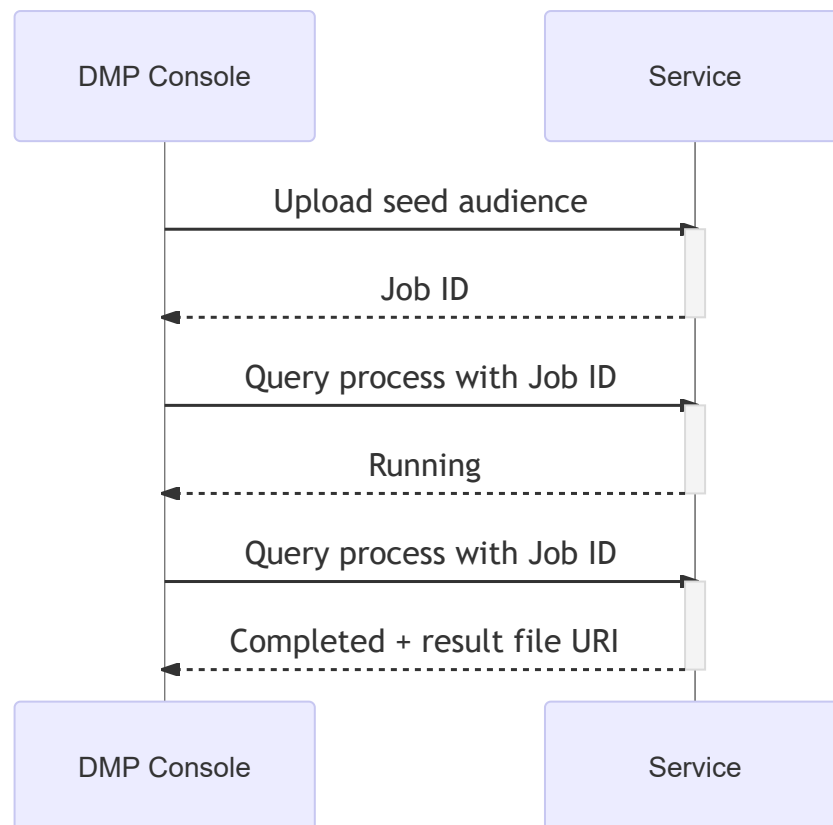 DMP Console
Service
Upload seed audience
Job ID
Query process with Job ID
Running
Query process with Job ID
Completed + result file URI
DMP Console
Service